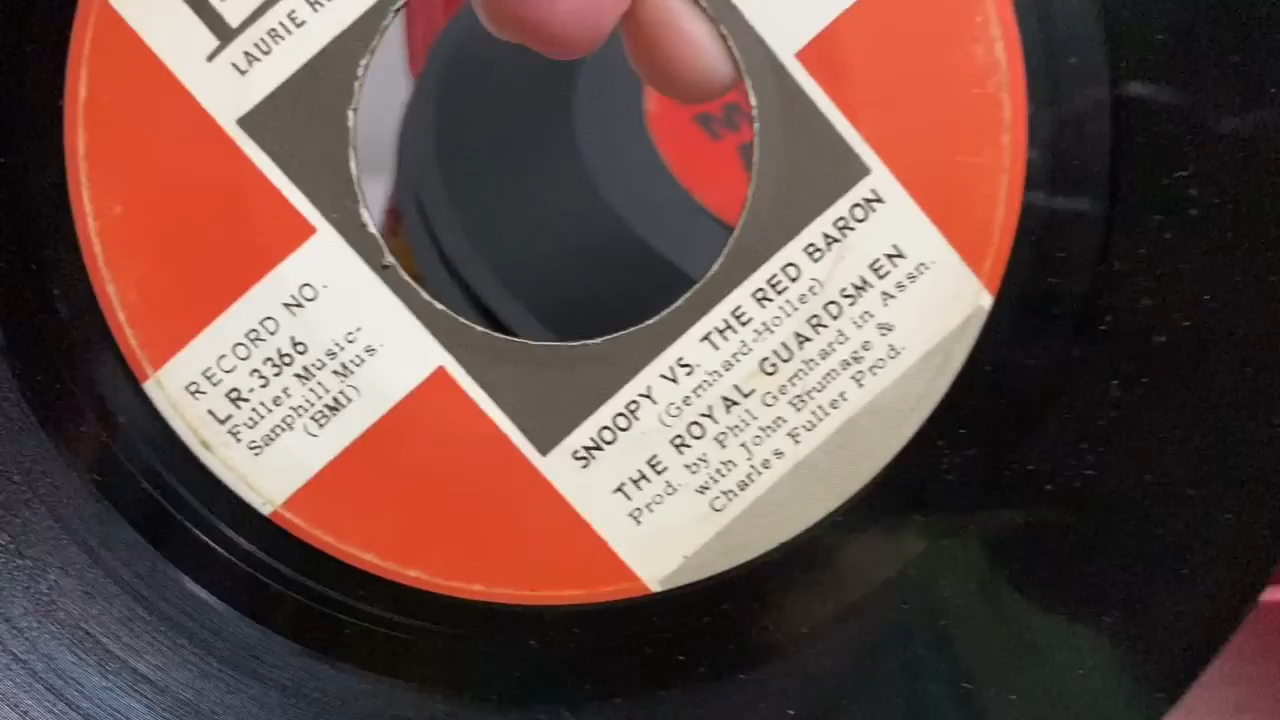 LAURIE
RECORD NO.
LR-3366
Fuller Music-
Sanphill Mus.
(BMI)
SNOOPY VS. THE RED BARON
(Gernhard-Holler)
THE ROYAL GUARDSMEN
Prod. by Phil Gernhard in Assn.
with John Brumage &
Charles Fuller Prod.